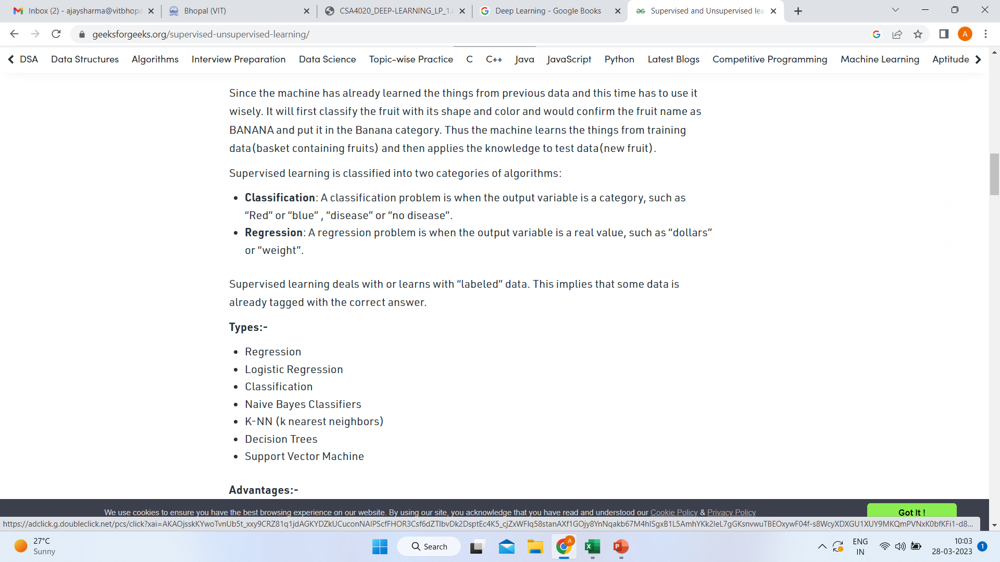 Inbox (2) - ajaysharma@vitbhopa
Bhopal (VIT)
CSA4020_DEEP-LEARNING_LP_1.0
Deep Learning - Google Books
Supervised and Unsupervised lea
geeksforgeeks.org/supervised-unsupervised-learning/
A
DSA Data Structures Algorithms Interview Preparation Data Science Topic-wise Practice C C++ Java JavaScript Python Latest Blogs Competitive Programming Machine Learning Aptitude
Since the machine has already learned the things from previous data and this time has to use it
wisely. It will first classify the fruit with its shape and color and would confirm the fruit name as
BANANA and put it in the Banana category. Thus the machine learns the things from training
data(basket containing fruits) and then applies the knowledge to test data(new fruit).
Supervised learning is classified into two categories of algorithms:
• Classification: A classification problem is when the output variable is a category, such as
“Red” or “blue” , “disease” or “no disease”.
• Regression: A regression problem is when the output variable is a real value, such as “dollars”
or “weight”.
Supervised learning deals with or learns with “labeled” data. This implies that some data is
already tagged with the correct answer.
Types:-
• Regression
• Logistic Regression
• Classification
• Naive Bayes Classifiers
• K-NN (k nearest neighbors)
• Decision Trees
• Support Vector Machine
Advantages:-
We use cookies to ensure you have the best browsing experience on our website. By using our site, you acknowledge that you have read and understood our Cookie Policy & Privacy Policy
Got It !
27°C
Sunny
Search
ENG
IN
10:03
28-03-2023
1